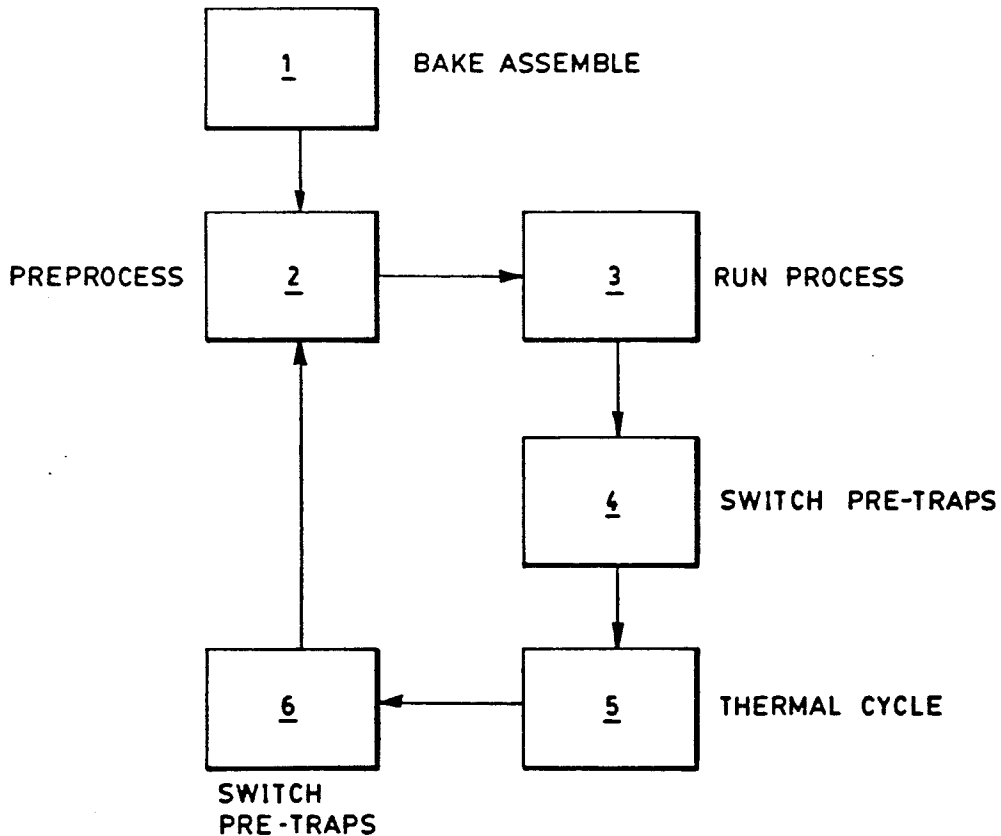 1 BAKE ASSEMBLE
PREPROCESS 2
3 RUN PROCESS
4 SWITCH PRE-TRAPS
5 THERMAL CYCLE
6
SWITCH
PRE-TRAPS